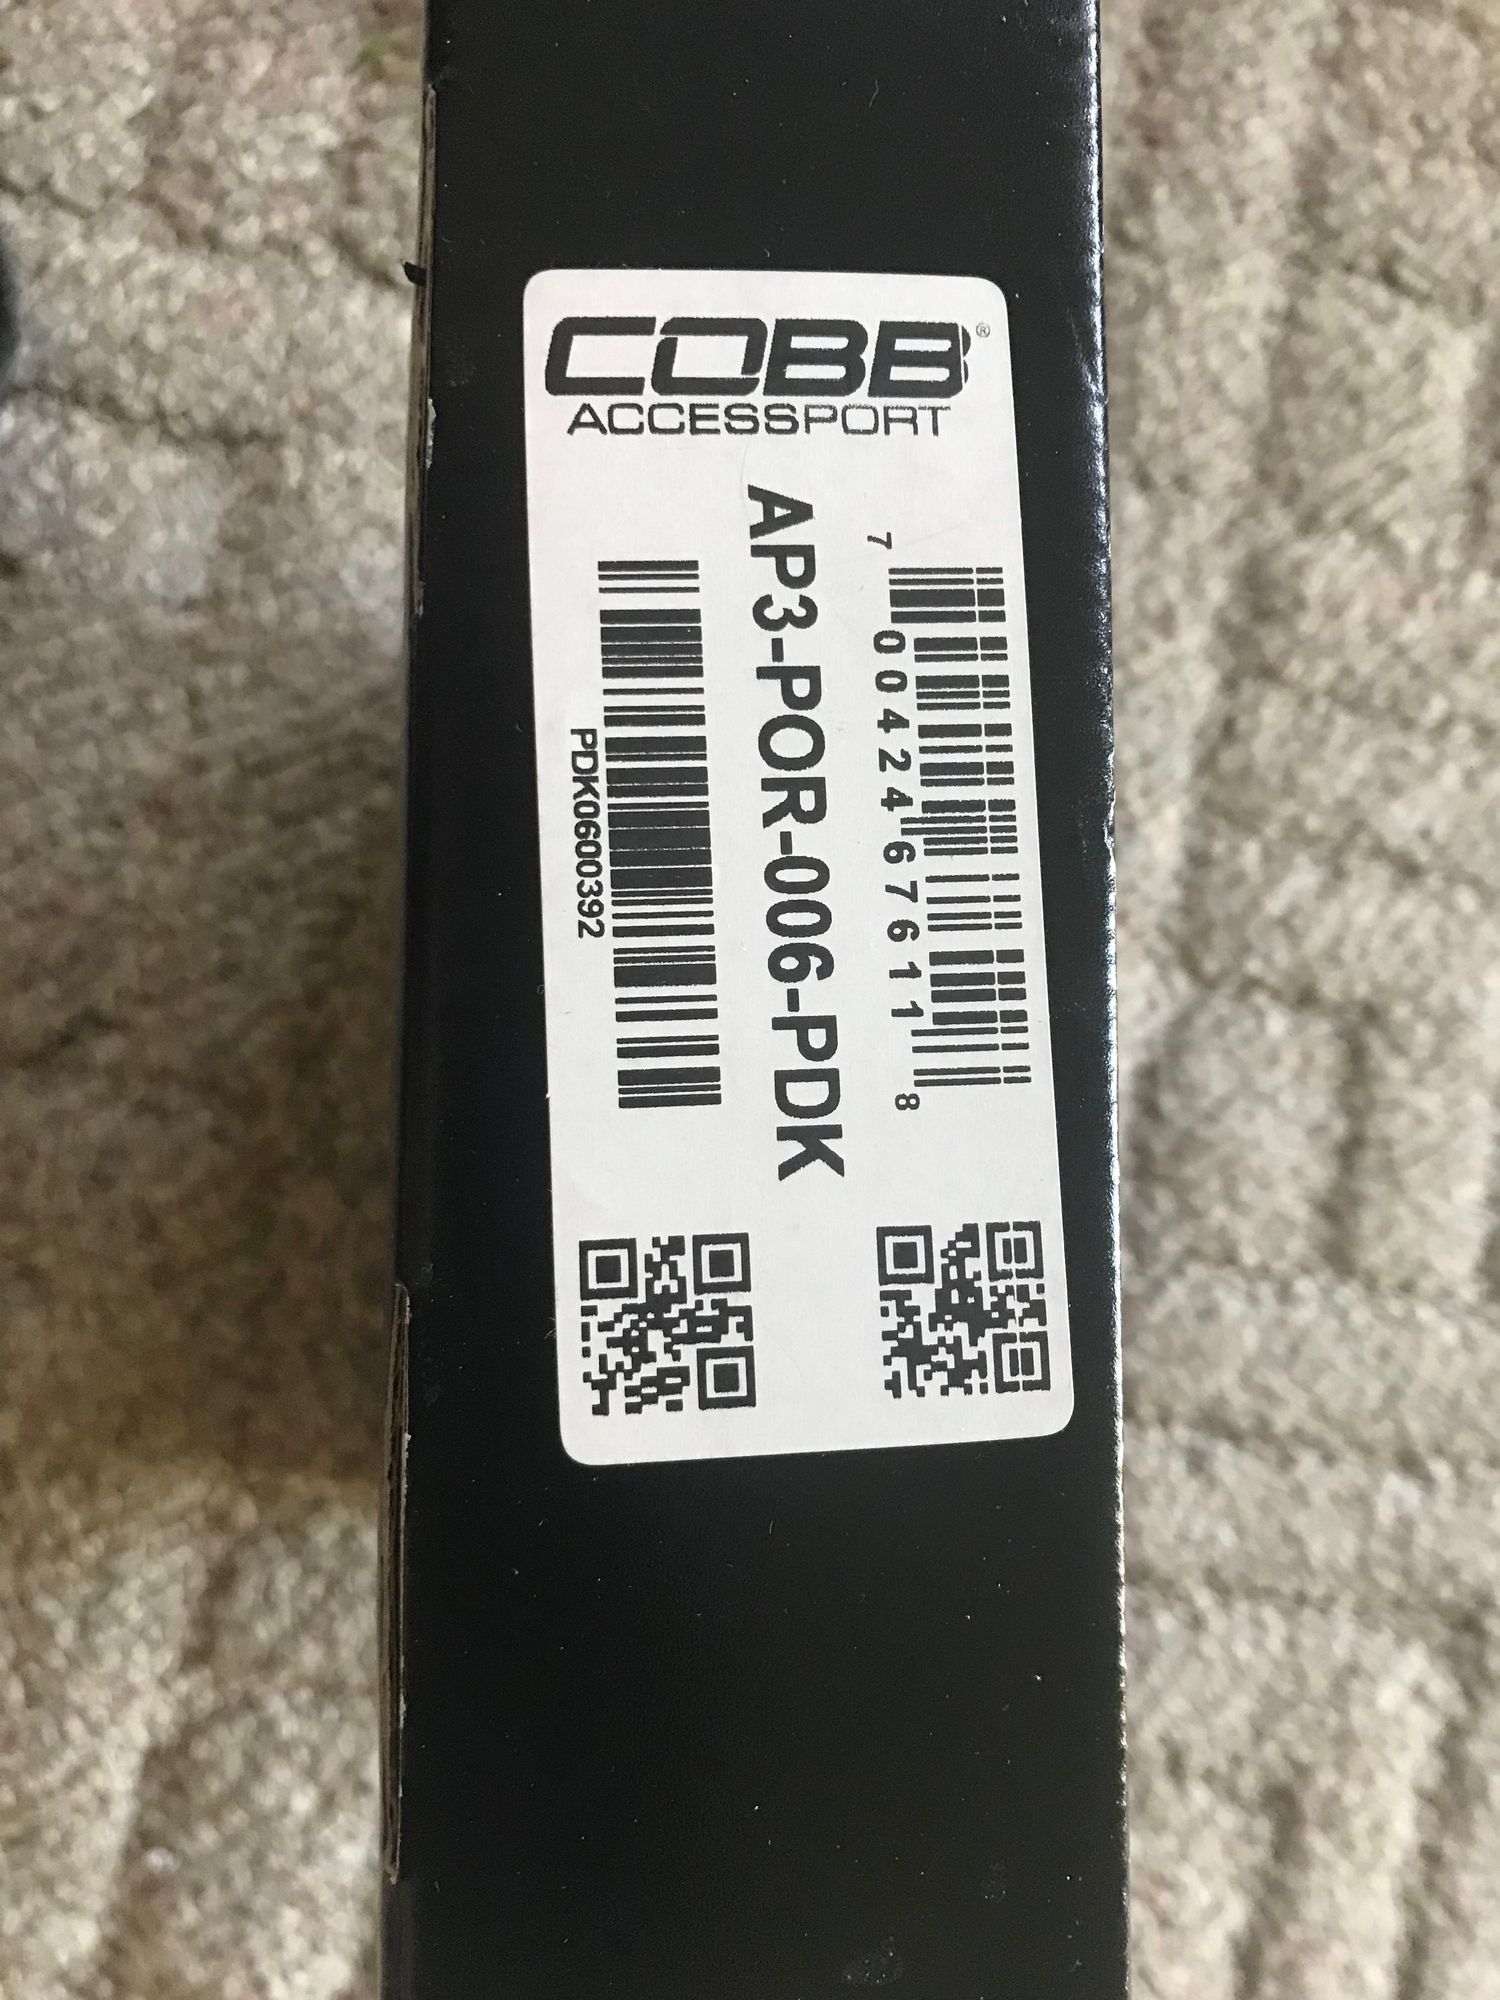 COBB®
ACCESSPORT
7 00424 67611 8
AP3-POR-006-PDK
PDK0600392